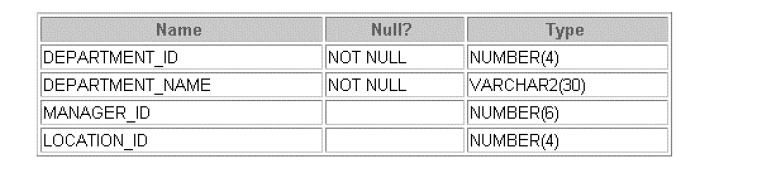 Name Null? Type
DEPARTMENT_ID NOT NULL NUMBER(4)
DEPARTMENT_NAME NOT NULL VARCHAR2(30)
MANAGER_ID NUMBER(6)
LOCATION_ID NUMBER(4)